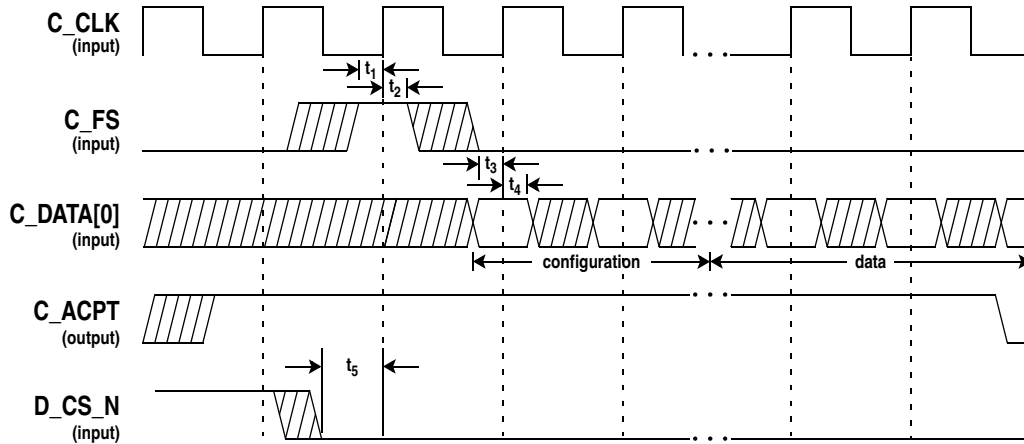 C_CLK
(input)
t1
t2
C_FS
(input)
t3
t4
C_DATA[0]
(input)
configuration
data
C_ACPT
(output)
t5
D_CS_N
(input)